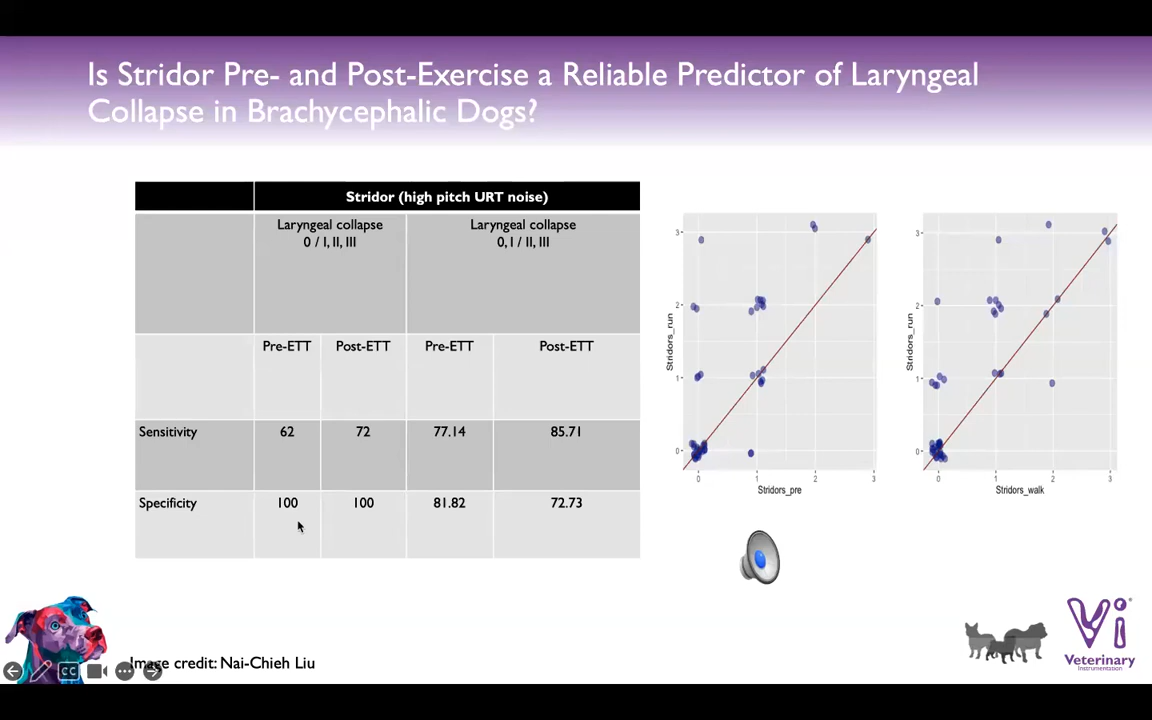 Is Stridor Pre- and Post-Exercise a Reliable Predictor of Laryngeal
Collapse in Brachycephalic Dogs?
Stridor (high pitch URT noise)
Laryngeal collapse
0 / I, II, III
Laryngeal collapse
0, I / II, III
Pre-ETT
Post-ETT
Pre-ETT
Post-ETT
Sensitivity
62
72
77.14
85.71
Specificity
100
100
81.82
72.73
3
2
1
0
Stridors_run
0
1
2
3
Stridors_pre
3
2
1
0
Stridors_run
0
1
2
3
Stridors_walk
Image credit: Nai-Chieh Liu
CC
Vi
Veterinary
Instrumentation